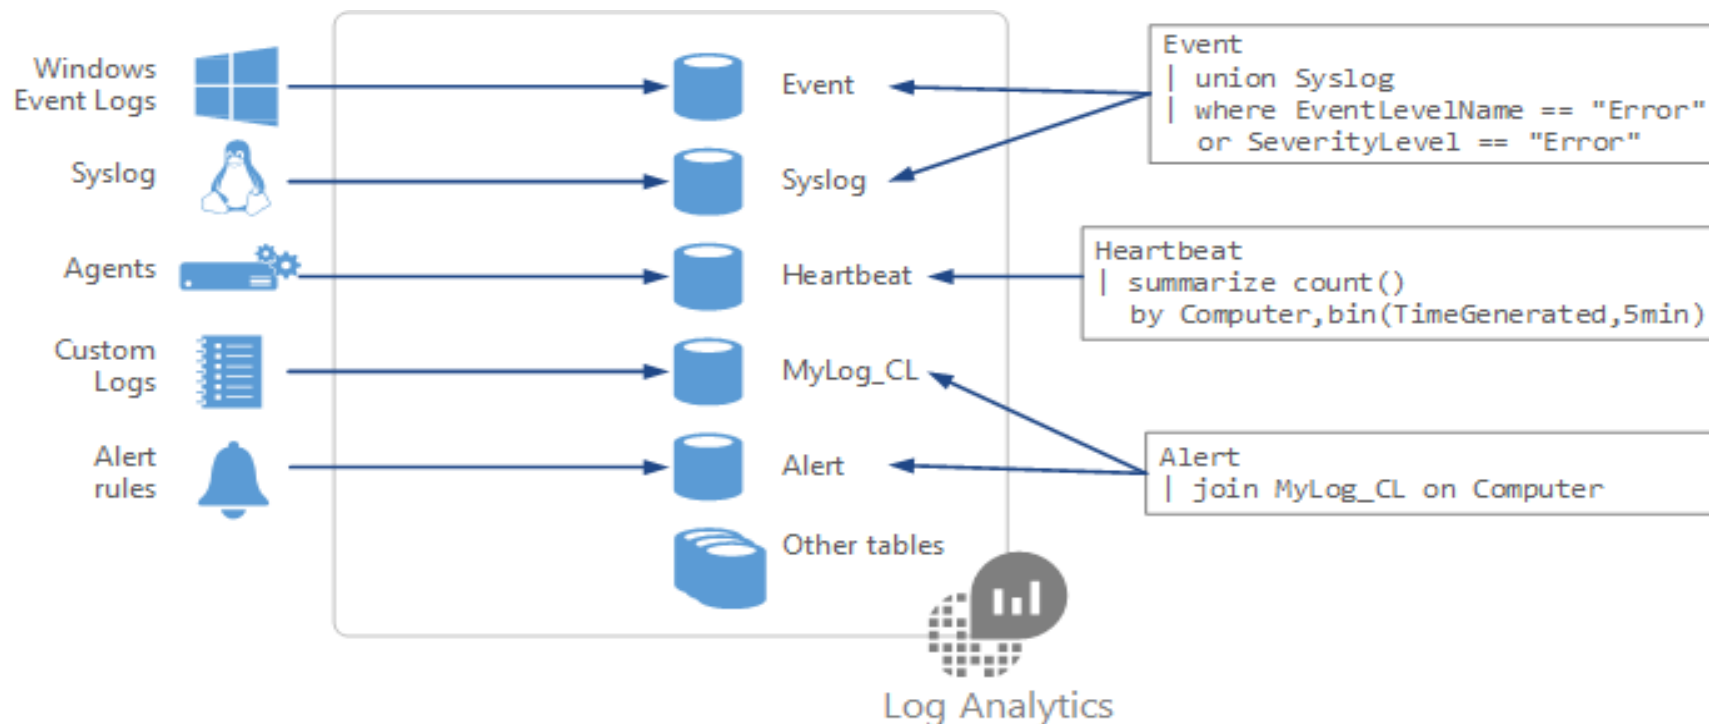 Windows
Event Logs
Syslog
Agents
Custom
Logs
Alert
rules
Event
Syslog
Heartbeat
MyLog_CL
Alert
Other tables
Event
| union Syslog
| where EventLevelName == "Error"
or SeverityLevel == "Error"
Heartbeat
| summarize count()
by Computer,bin(TimeGenerated,5min)
Alert
| join MyLog_CL on Computer
Log Analytics